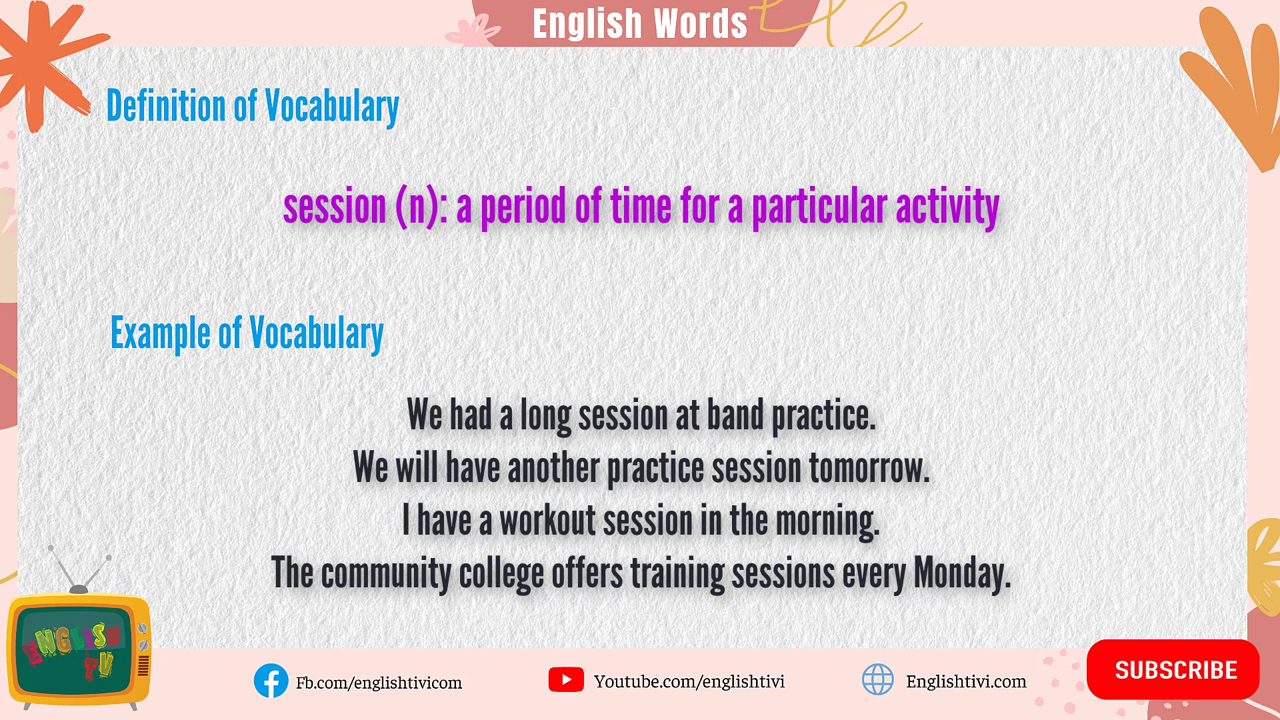 English Words
Definition of Vocabulary
session (n): a period of time for a particular activity
Example of Vocabulary
We had a long session at band practice.
We will have another practice session tomorrow.
I have a workout session in the morning.
The community college offers training sessions every Monday.
ENGLISH
TV
Fb.com/englishtivicom
Youtube.com/englishtivi
Englishtivi.com
SUBSCRIBE